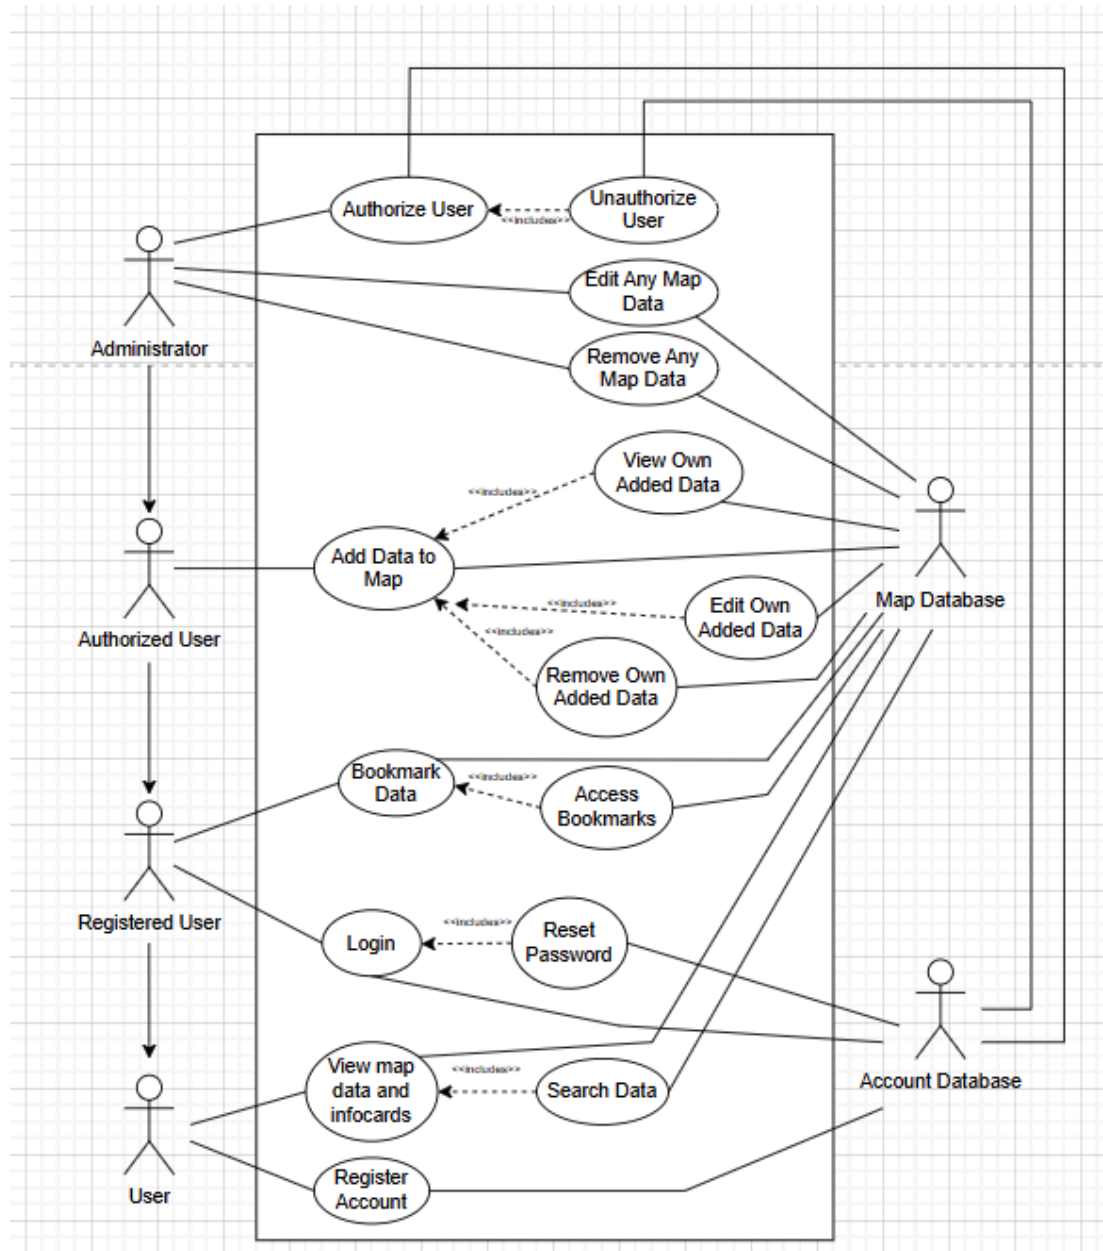 Authorize User
Unauthorize
User
<<includes>>
Edit Any Map
Data
Administrator
Remove Any
Map Data
View Own
Added Data
<<includes>>
Add Data to
Map
<<includes>>
Edit Own
Added Data
Map Database
Authorized User
<<includes>>
Remove Own
Added Data
Bookmark
Data
<<includes>>
Access
Bookmarks
Registered User
Login
<<includes>>
Reset
Password
View map
data and
infocards
<<includes>>
Search Data
Account Database
Register
Account
User